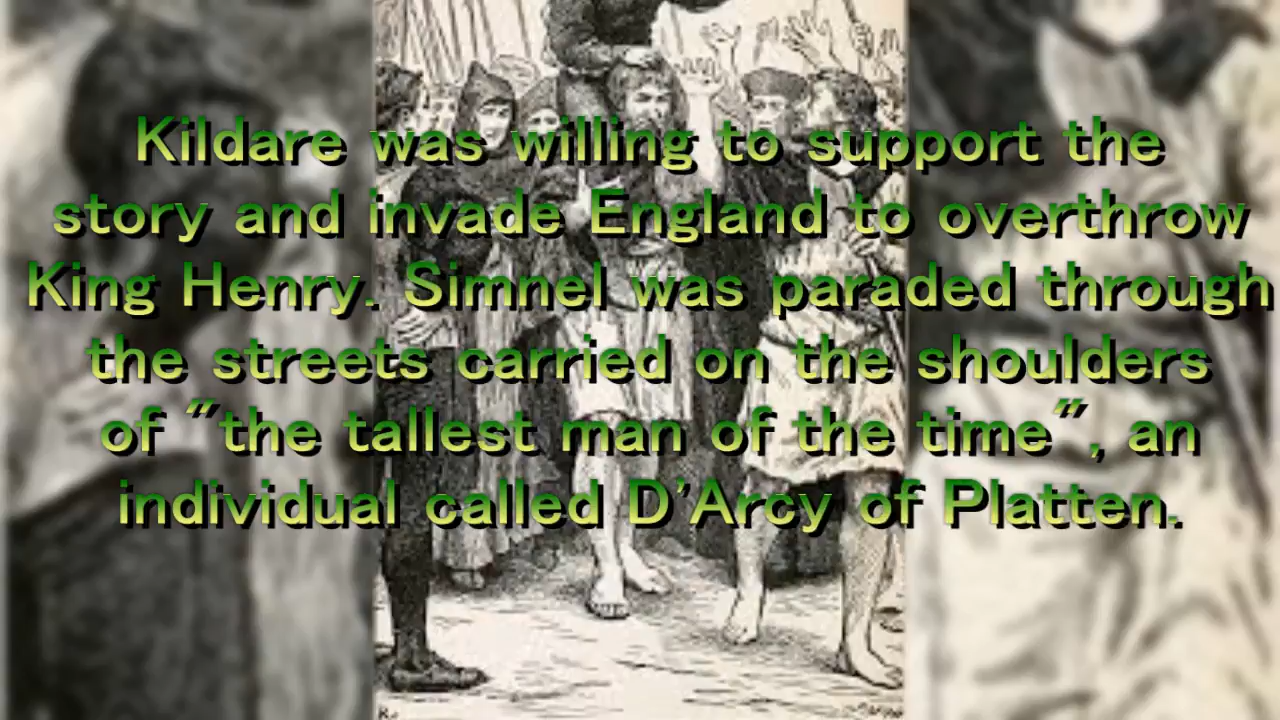 Kildare was willing to support the
story and invade England to overthrow
King Henry. Simnel was paraded through
the streets carried on the shoulders
of "the tallest man of the time", an
individual called D'Arcy of Platten.